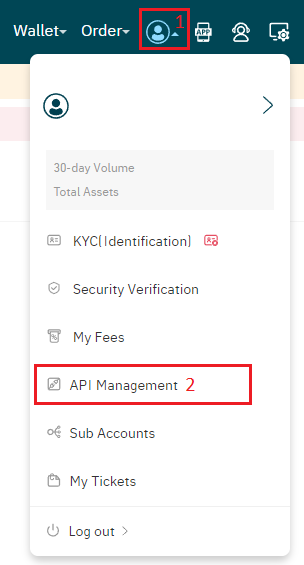 Wallet Order 1 APP
30-day Volume
Total Assets
KYC(Identification)
Security Verification
My Fees
API Management 2
Sub Accounts
My Tickets
Log out